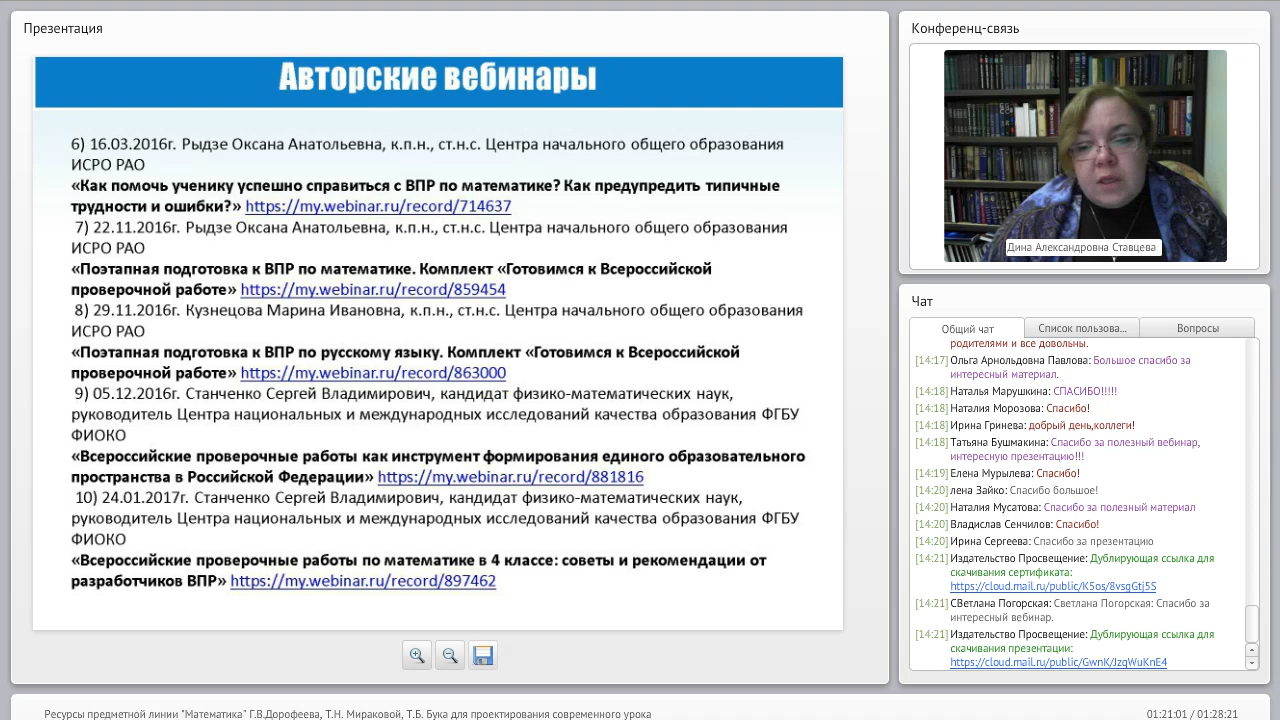 Презентация
Авторские вебинары
6) 16.03.2016г. Рыдзе Оксана Анатольевна, к.п.н., ст.н.с. Центра начального общего образования
ИСРО РАО
«Как помочь ученику успешно справиться с ВПР по математике? Как предупредить типичные
трудности и ошибки?» https://my.webinar.ru/record/714637
7) 22.11.2016г. Рыдзе Оксана Анатольевна, к.п.н., ст.н.с. Центра начального общего образования
ИСРО РАО
«Поэтапная подготовка к ВПР по математике. Комплект «Готовимся к Всероссийской
проверочной работе» https://my.webinar.ru/record/859454
8) 29.11.2016г. Кузнецова Марина Ивановна, к.п.н., ст.н.с. Центра начального общего образования
ИСРО РАО
«Поэтапная подготовка к ВПР по русскому языку. Комплект «Готовимся к Всероссийской
проверочной работе» https://my.webinar.ru/record/863000
9) 05.12.2016г. Станченко Сергей Владимирович, кандидат физико-математических наук,
руководитель Центра национальных и международных исследований качества образования ФГБУ
ФИОКО
«Всероссийские проверочные работы как инструмент формирования единого образовательного
пространства в Российской Федерации» https://my.webinar.ru/record/881816
10) 24.01.2017г. Станченко Сергей Владимирович, кандидат физико-математических наук,
руководитель Центра национальных и международных исследований качества образования ФГБУ
ФИОКО
«Всероссийские проверочные работы по математике в 4 классе: советы и рекомендации от
разработчиков ВПР» https://my.webinar.ru/record/897462
Конференц-связь
Дина Александровна Ставцева
Чат
Общий чат
Список пользова...
Вопросы
родителями и все довольны.
[14:17] Ольга Арнольдовна Павлова: Большое спасибо за
интересный материал.
[14:18] Наталья Марушкина: СПАСИБО!!!!!
[14:18] Наталия Морозова: Спасибо!
[14:18] Ирина Гринева: добрый день,коллеги!
[14:18] Татьяна Бушмакина: Спасибо за полезный вебинар,
интересную презентацию!!!
[14:19] Елена Мурылева: Спасибо!
[14:20] лена Зайко: Спасибо большое!
[14:20] Наталия Мусатова: Спасибо за полезный материал
[14:20] Владислав Сенчилов: Спасибо!
[14:20] Ирина Сергеева: Спасибо за презентацию
[14:21] Издательство Просвещение: Дублирующая ссылка для
скачивания сертификата:
https://cloud.mail.ru/public/K5os/8vsgGtj5S
[14:21] СВетлана Погорская: Светлана Погорская: Спасибо за
интересный вебинар.
[14:21] Издательство Просвещение: Дублирующая ссылка для
скачивания презентации:
https://cloud.mail.ru/public/GwnK/JzqWuKnE4
Ресурсы предметной линии "Математика" Г.В.Дорофеева, Т.Н. Мираковой, Т.Б. Бука для проектирования современного урока
01:21:01 / 01:28:21